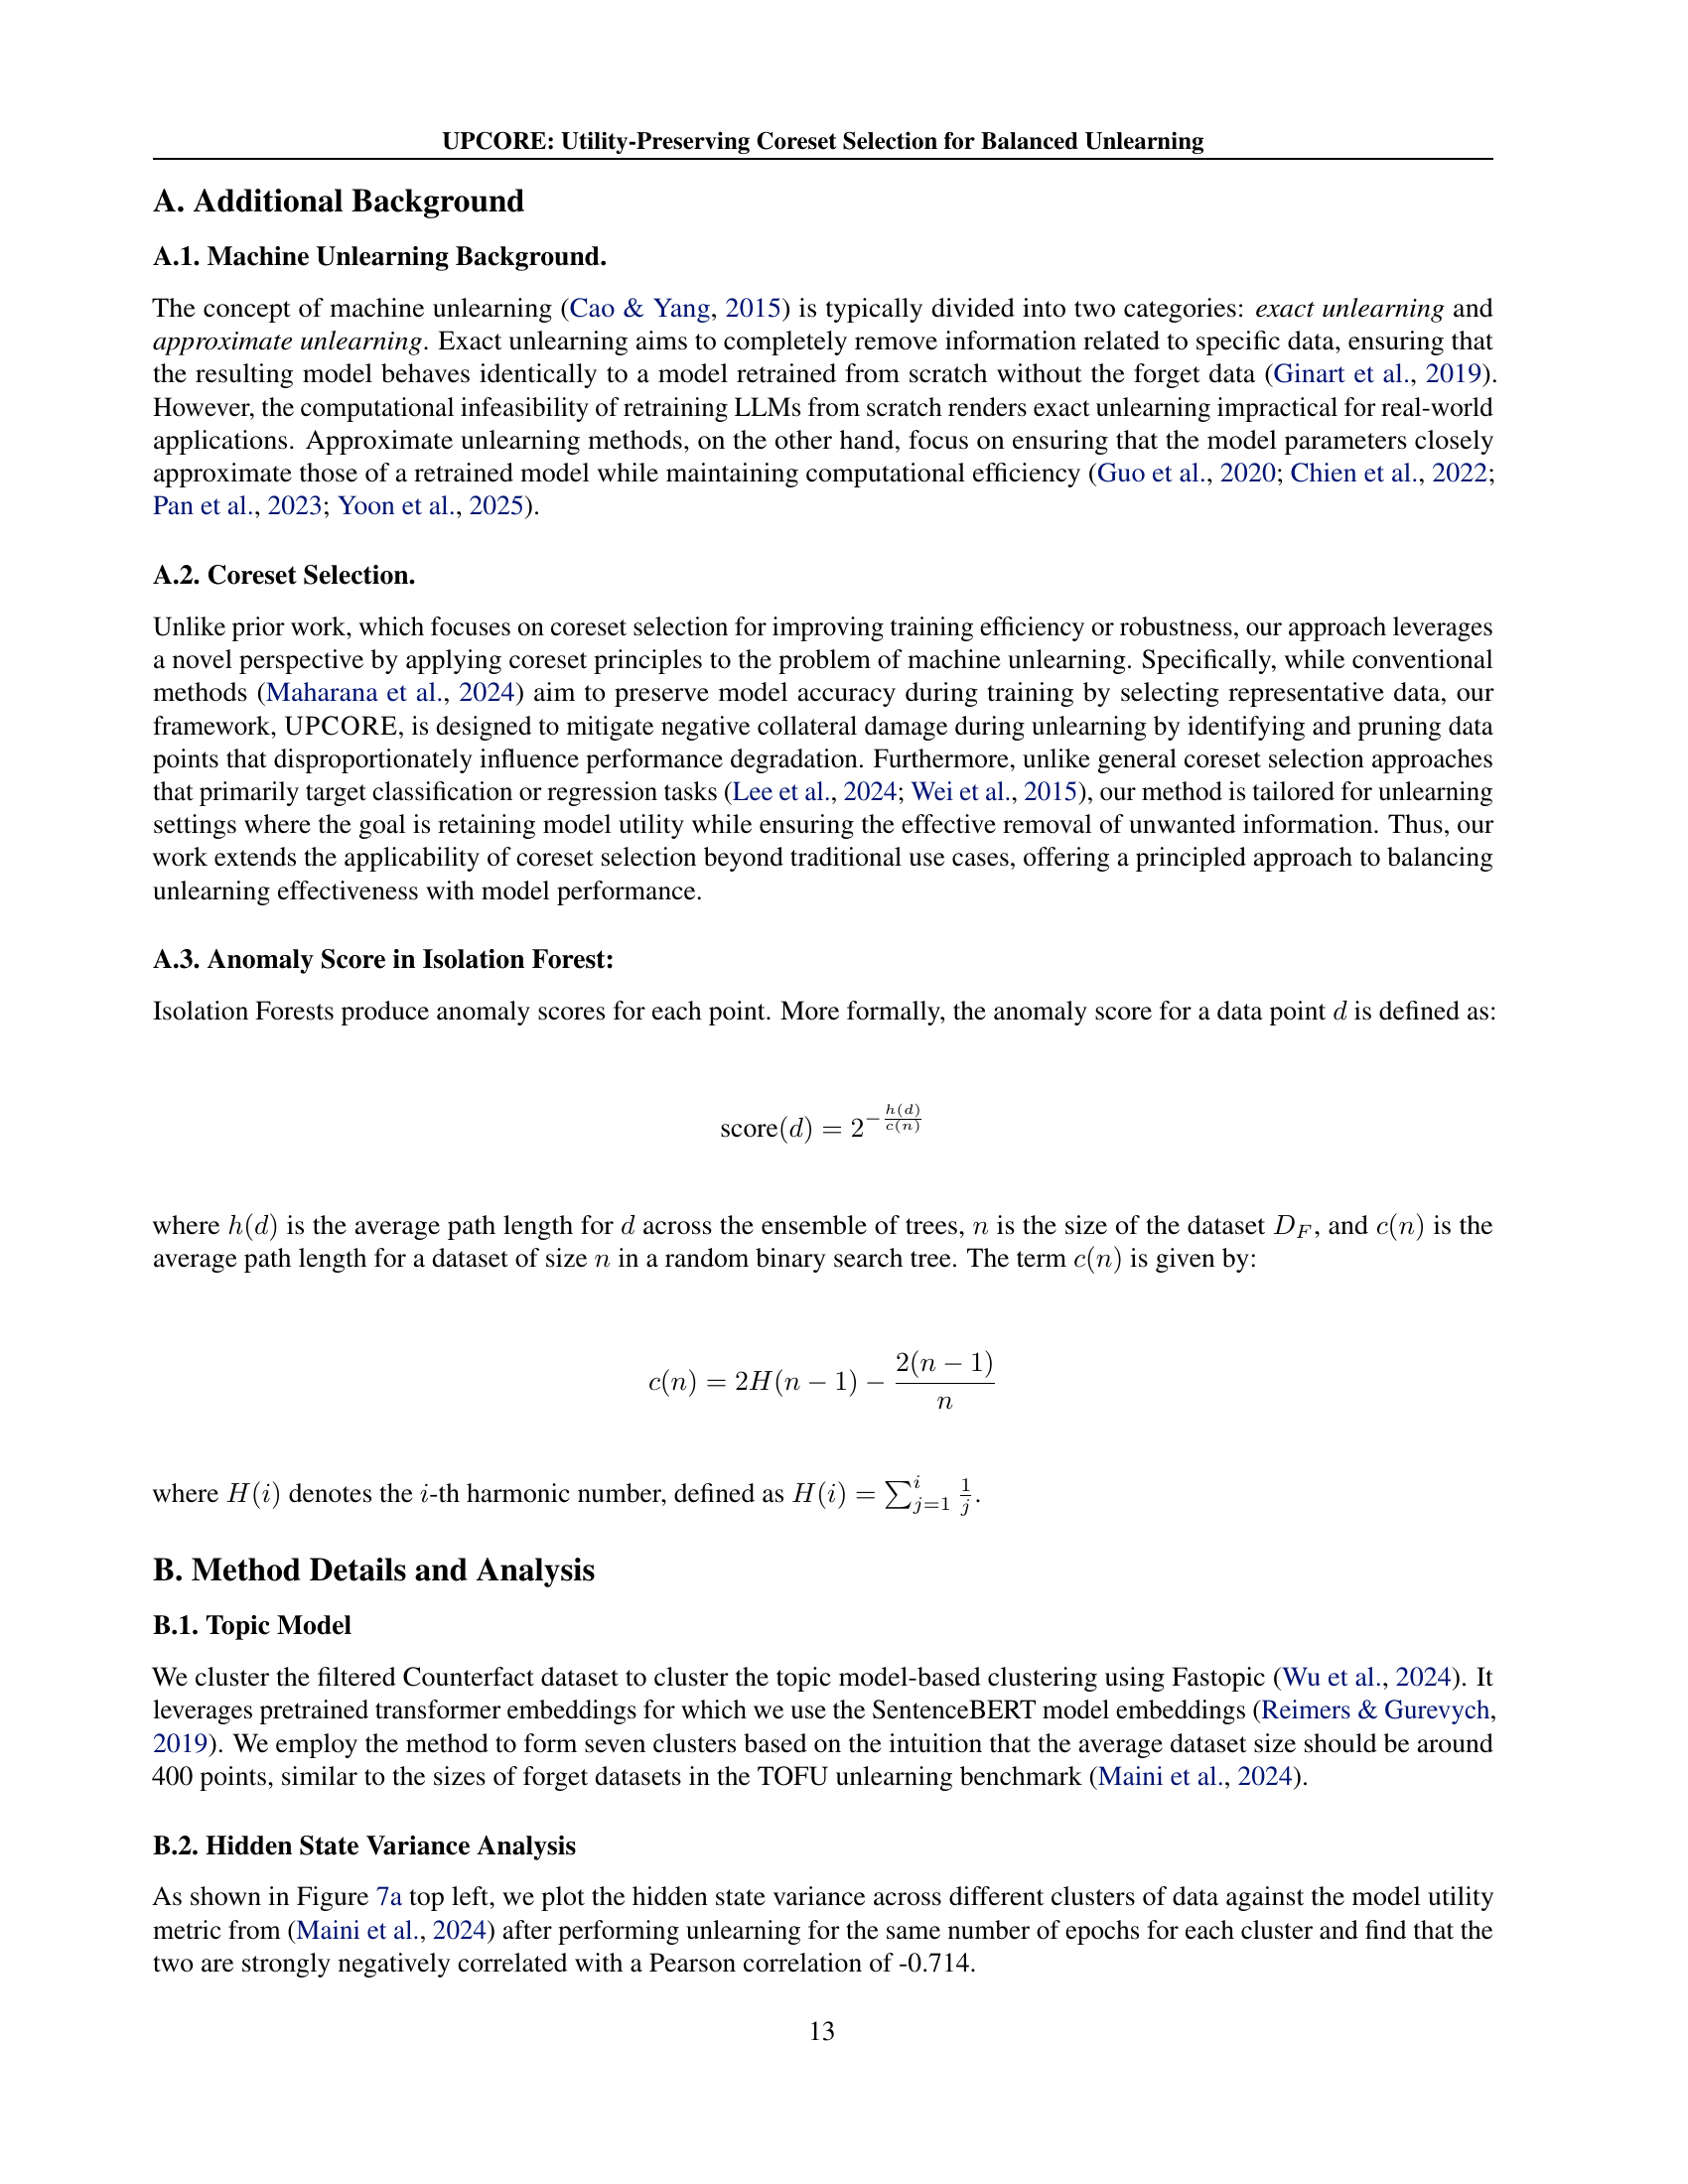 UPCORE: Utility-Preserving Coreset Selection for Balanced Unlearning
A. Additional Background
A.1. Machine Unlearning Background.
The concept of machine unlearning (Cao & Yang, 2015) is typically divided into two categories: exact unlearning and
approximate unlearning. Exact unlearning aims to completely remove information related to specific data, ensuring that
the resulting model behaves identically to a model retrained from scratch without the forget data (Ginart et al., 2019).
However, the computational infeasibility of retraining LLMs from scratch renders exact unlearning impractical for real-world
applications. Approximate unlearning methods, on the other hand, focus on ensuring that the model parameters closely
approximate those of a retrained model while maintaining computational efficiency (Guo et al., 2020; Chien et al., 2022;
Pan et al., 2023; Yoon et al., 2025).
A.2. Coreset Selection.
Unlike prior work, which focuses on coreset selection for improving training efficiency or robustness, our approach leverages
a novel perspective by applying coreset principles to the problem of machine unlearning. Specifically, while conventional
methods (Maharana et al., 2024) aim to preserve model accuracy during training by selecting representative data, our
framework, UPCORE, is designed to mitigate negative collateral damage during unlearning by identifying and pruning data
points that disproportionately influence performance degradation. Furthermore, unlike general coreset selection approaches
that primarily target classification or regression tasks (Lee et al., 2024; Wei et al., 2015), our method is tailored for unlearning
settings where the goal is retaining model utility while ensuring the effective removal of unwanted information. Thus, our
work extends the applicability of coreset selection beyond traditional use cases, offering a principled approach to balancing
unlearning effectiveness with model performance.
A.3. Anomaly Score in Isolation Forest:
Isolation Forests produce anomaly scores for each point. More formally, the anomaly score for a data point d is defined as:
score(d) = 2^{-\frac{h(d)}{c(n)}}
where h(d) is the average path length for d across the ensemble of trees, n is the size of the dataset D_F, and c(n) is the
average path length for a dataset of size n in a random binary search tree. The term c(n) is given by:
c(n) = 2H(n − 1) − \frac{2(n − 1)}{n}
where H(i) denotes the i-th harmonic number, defined as H(i) = \sum_{j=1}^{i} \frac{1}{j}.
B. Method Details and Analysis
B.1. Topic Model
We cluster the filtered Counterfact dataset to cluster the topic model-based clustering using Fastopic (Wu et al., 2024). It
leverages pretrained transformer embeddings for which we use the SentenceBERT model embeddings (Reimers & Gurevych,
2019). We employ the method to form seven clusters based on the intuition that the average dataset size should be around
400 points, similar to the sizes of forget datasets in the TOFU unlearning benchmark (Maini et al., 2024).
B.2. Hidden State Variance Analysis
As shown in Figure 7a top left, we plot the hidden state variance across different clusters of data against the model utility
metric from (Maini et al., 2024) after performing unlearning for the same number of epochs for each cluster and find that the
two are strongly negatively correlated with a Pearson correlation of -0.714.
13